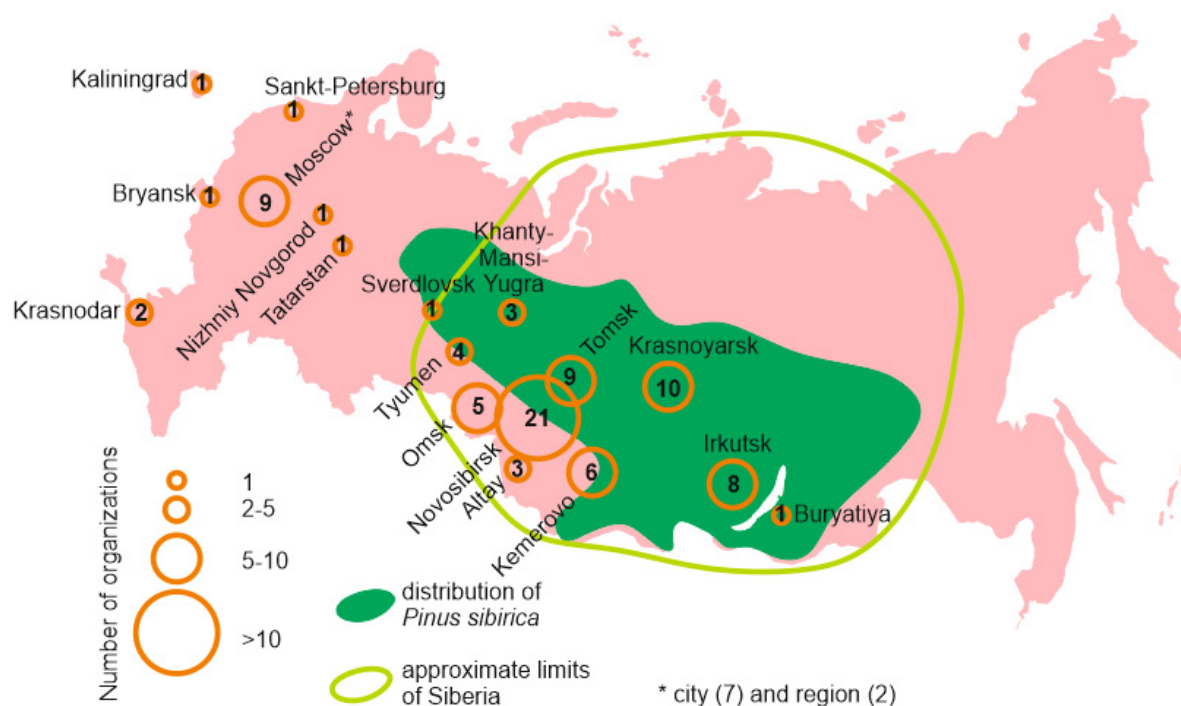 Kaliningrad
1
Sankt-Petersburg
1
Moscow*
9
Bryansk
1
Nizhniy Novgorod
1
Tatarstan
1
Krasnodar
2
Khanty-
Mansi-
Yugra
3
Sverdlovsk
1
Tyumen
4
Tomsk
9
Krasnoyarsk
10
Omsk
5
Novosibirsk
21
Altay
3
Kemerovo
6
Irkutsk
8
Buryatiya
1
Number of organizations
1
2-5
5-10
>10
distribution of
Pinus sibirica
approximate limits
of Siberia
* city (7) and region (2)